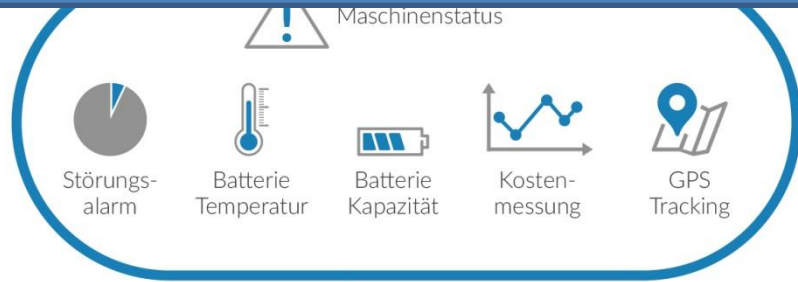 Maschinenstatus
Störungs-
alarm
Batterie
Temperatur
Batterie
Kapazität
Kosten-
messung
GPS
Tracking